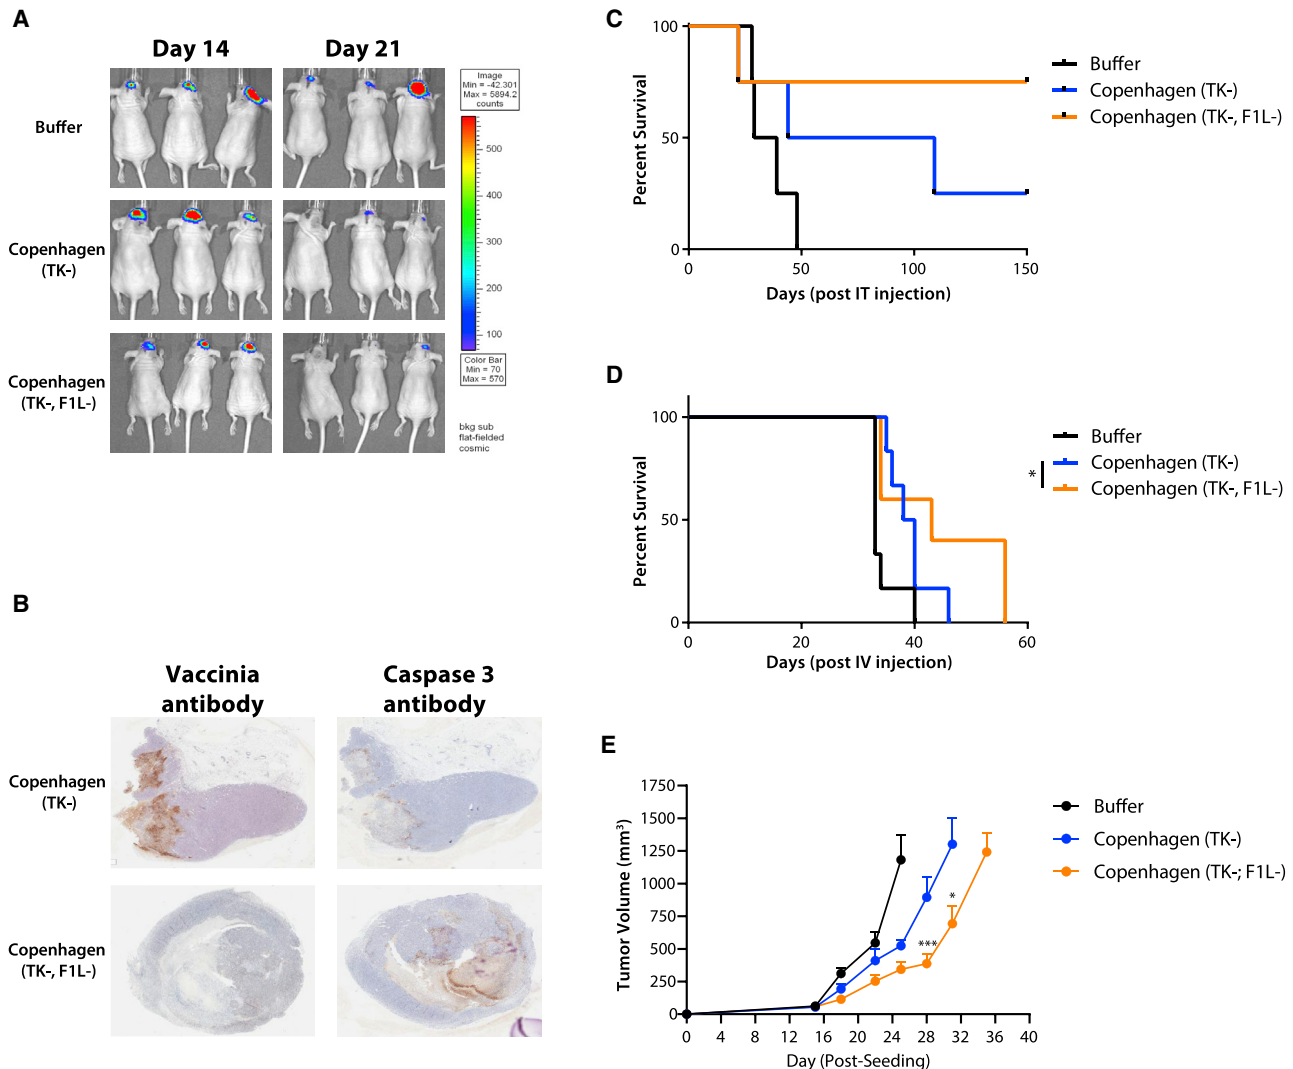 A
Day 14
Day 21
Buffer
Copenhagen
(TK-)
Copenhagen
(TK-, F1L-)
Image
Min = -42.301
Max = 5894.2
counts
500
400
300
200
100
Color Bar
Min = 70
Max = 570
bkg sub
flat-fielded
cosmic
B
Vaccinia
antibody
Caspase 3
antibody
Copenhagen
(TK-)
Copenhagen
(TK-, F1L-)
C
Percent Survival
100
50
0
0 50 100 150
Days (post IT injection)
Buffer
Copenhagen (TK-)
Copenhagen (TK-, F1L-)
D
Percent Survival
100
50
0
0 20 40 60
Days (post IV injection)
Buffer
Copenhagen (TK-)
Copenhagen (TK-, F1L-)
*
E
Tumor Volume (mm³)
1750
1500
1250
1000
750
500
250
0
0 4 8 12 16 20 24 28 32 36 40
Day (Post-Seeding)
***
*
Buffer
Copenhagen (TK-)
Copenhagen (TK-; F1L-)